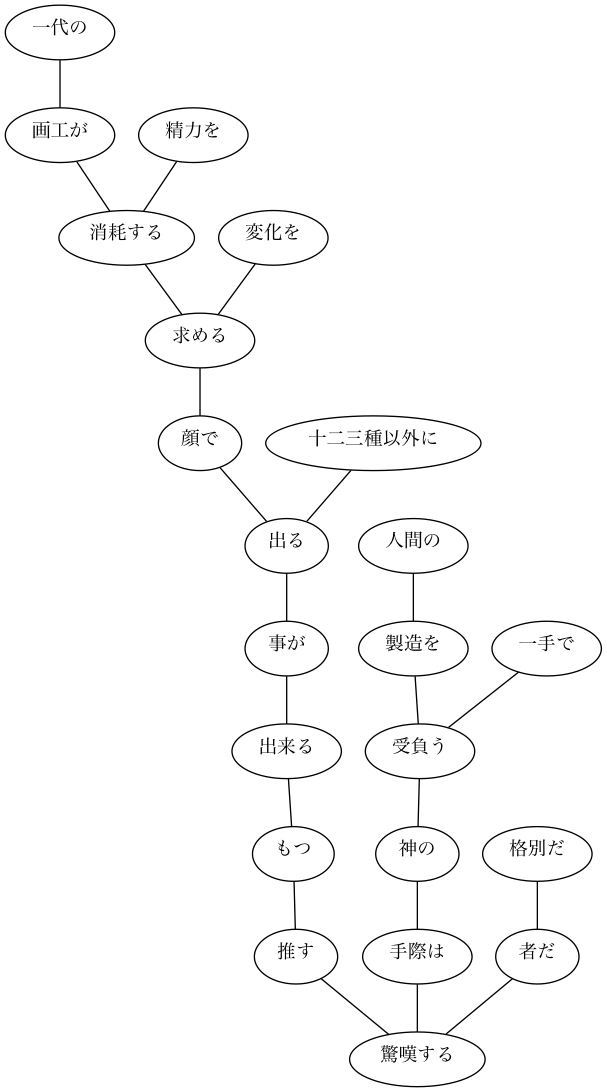 一代の
画工が
精力を
消耗する
変化を
求める
顔で
十二三種以外に
出る
人間の
事が
製造を
一手で
出来る
受負う
もつ
神の
格別だ
推す
手際は
者だ
驚嘆する